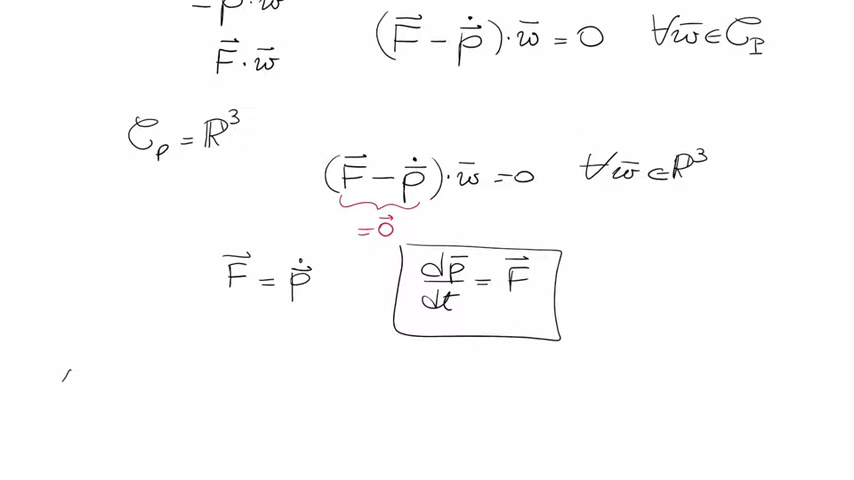 − ṗ⃗ · w̄
F⃗ · w̄
(F⃗ − ṗ⃗) · w̄ = 0 ∀w̄ ∈ 𝒞_P
𝒞_P = ℝ³
(F⃗ − ṗ⃗) · w̄ = 0 ∀w̄ ∈ ℝ³
= 0⃗
F⃗ = ṗ⃗
dp̄/dt = F⃗